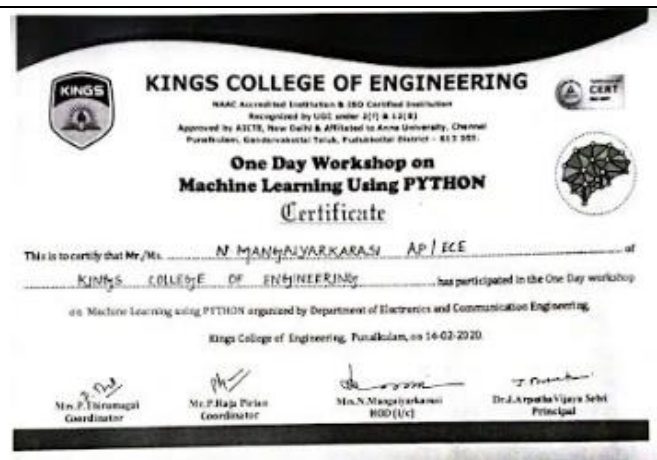 KINGS
KINGS COLLEGE OF ENGINEERING
NAAC Accredited Institution & ISO Certified Institution
Recognized by UGC under 2(f) & 12(B)
Approved by AICTE, New Delhi & Affiliated to Anna University, Chennai
Punalkulam, Gandarvakottai Taluk, Pudukkottai District - 613 303.
CERT
One Day Workshop on
Machine Learning Using PYTHON
Certificate
This is to certify that Mr./Ms. N MANGAIYARKARASI AP / ECE of
KINGS COLLEGE OF ENGINEERING has participated in the One Day workshop
on Machine Learning using PYTHON organized by Department of Electronics and Communication Engineering,
Kings College of Engineering, Punalkulam, on 14-02-2020.
Mrs.P.Thirumagal
Coordinator
Mr.P.Raja Pirian
Coordinator
Mrs.N.Mangaiyarkarasi
HOD (i/c)
Dr.J.Arputha Vijaya Selvi
Principal